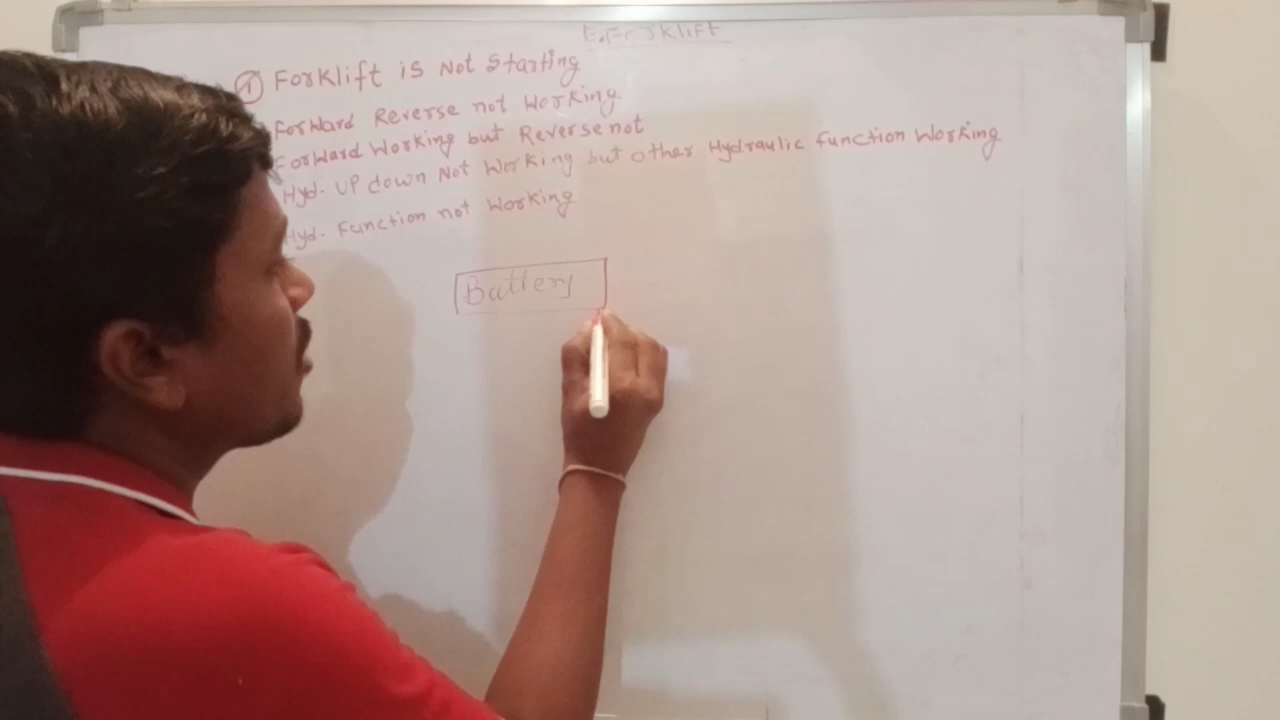 E.Forklift
① Forklift is Not Starting
Forward Reverse not Working.
Forward Working but Reverse not
Hyd. UP down Not Working but other Hydraulic function Working
Hyd. Function not Working
Battery